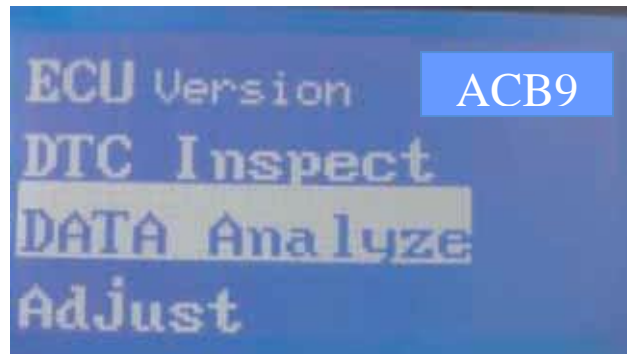 ECU Version
ACB9
DTC Inspect
DATA Analyze
Adjust